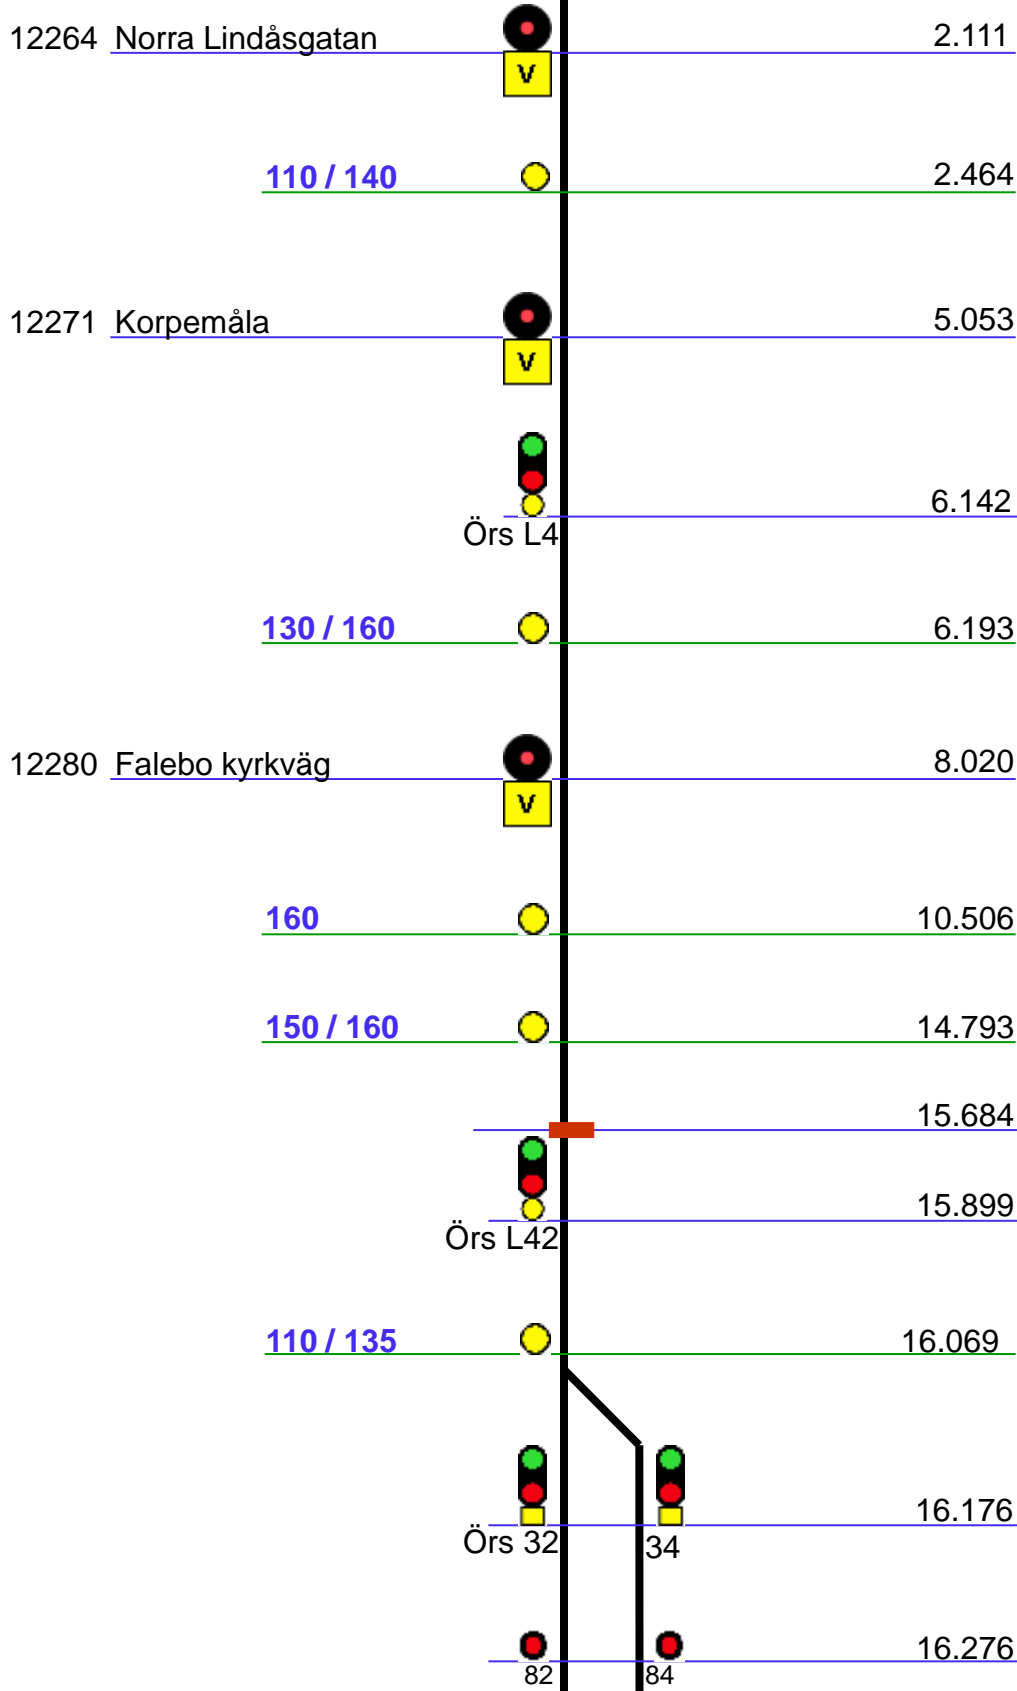 12264 Norra Lindåsgatan 2.111
V
110 / 140 2.464
12271 Korpemåla 5.053
V
6.142
Örs L4
130 / 160 6.193
12280 Falebo kyrkväg 8.020
V
160 10.506
150 / 160 14.793
15.684
15.899
Örs L42
110 / 135 16.069
16.176
Örs 32 34
16.276
82 84